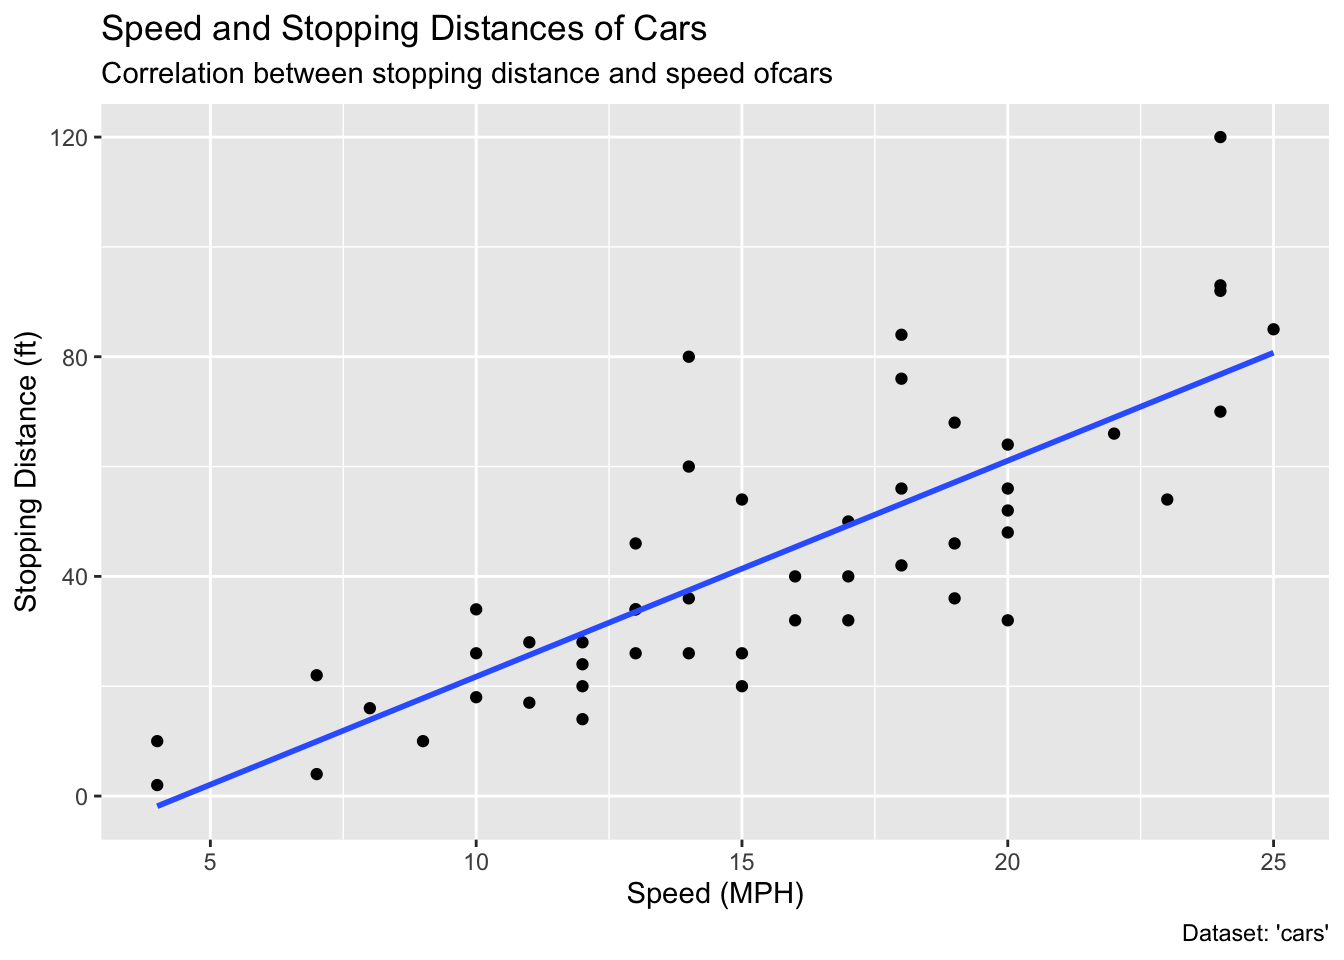 Speed and Stopping Distances of Cars
Correlation between stopping distance and speed ofcars
120
80
40
0
Stopping Distance (ft)
5 10 15 20 25
Speed (MPH)
Dataset: 'cars'